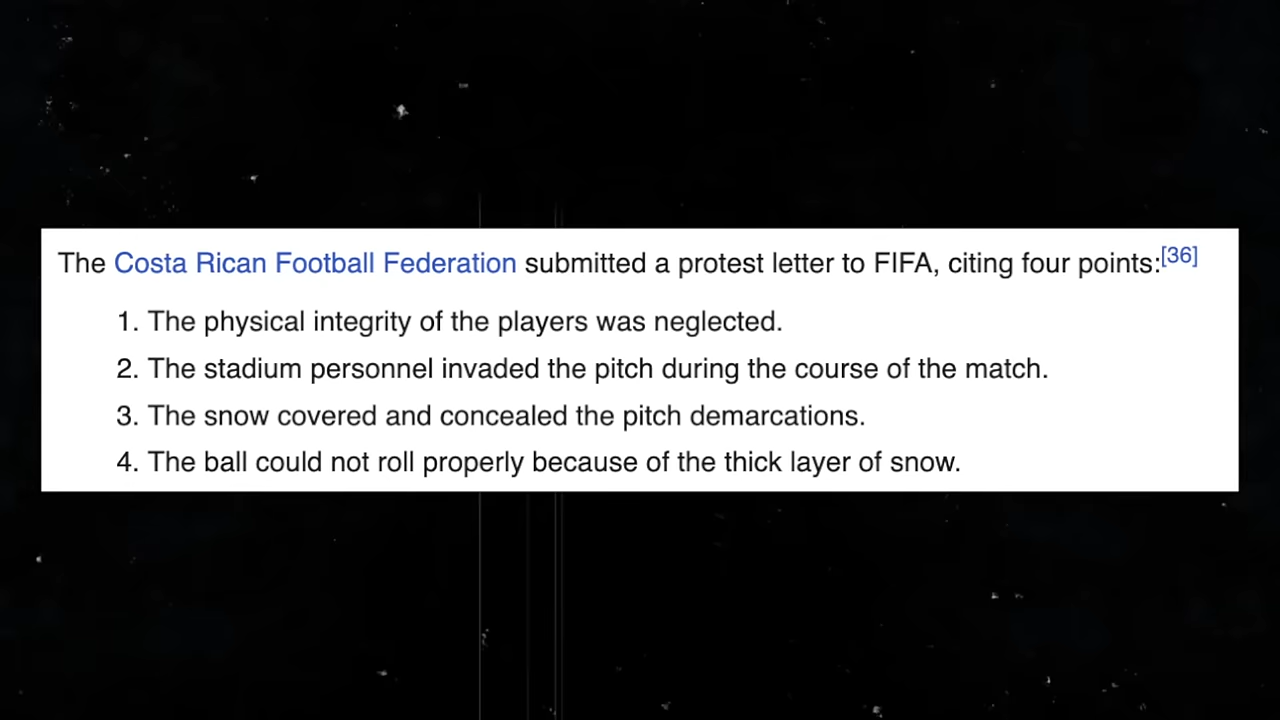 The Costa Rican Football Federation submitted a protest letter to FIFA, citing four points:[36]
1. The physical integrity of the players was neglected.
2. The stadium personnel invaded the pitch during the course of the match.
3. The snow covered and concealed the pitch demarcations.
4. The ball could not roll properly because of the thick layer of snow.